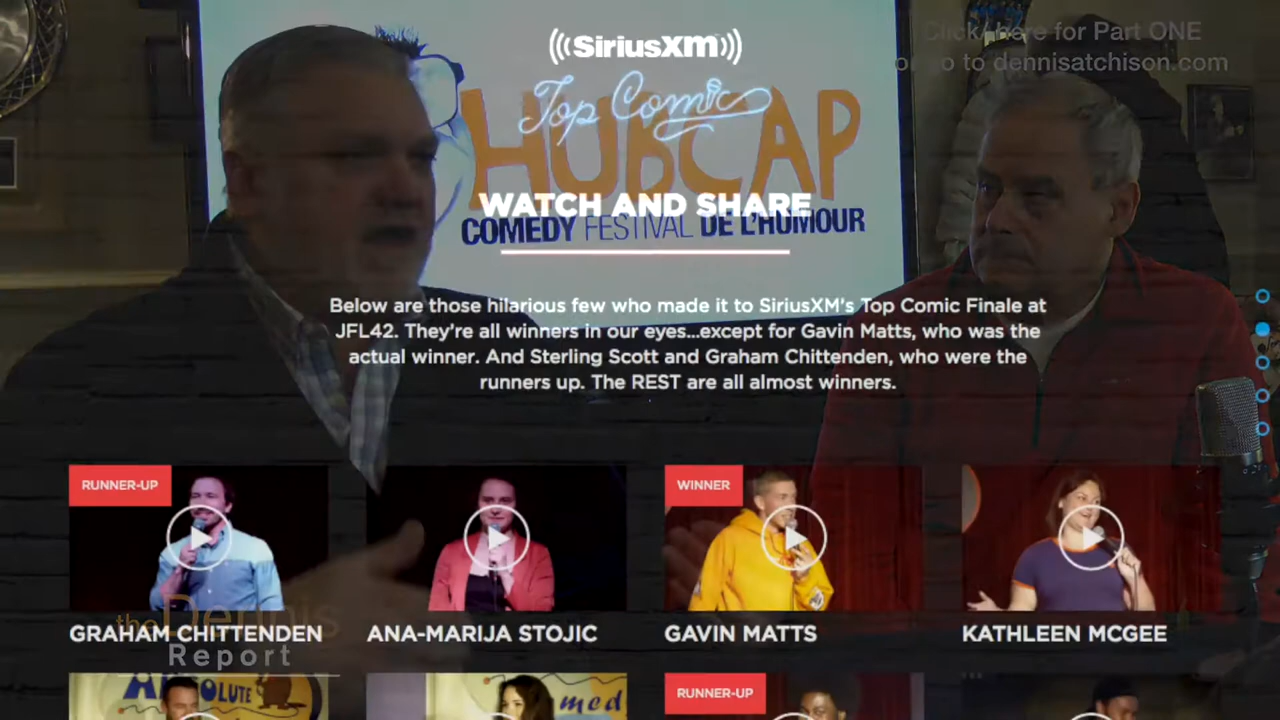 Click here for Part ONE
or go to dennisatchison.com
SiriusXM
Top Comic
HUBCAP
WATCH AND SHARE
COMEDY FESTIVAL DE L'HUMOUR
Below are those hilarious few who made it to SiriusXM's Top Comic Finale at
JFL42. They're all winners in our eyes...except for Gavin Matts, who was the
actual winner. And Sterling Scott and Graham Chittenden, who were the
runners up. The REST are all almost winners.
RUNNER-UP
WINNER
the Dennis
Report
GRAHAM CHITTENDEN
ANA-MARIJA STOJIC
GAVIN MATTS
KATHLEEN MCGEE
RUNNER-UP